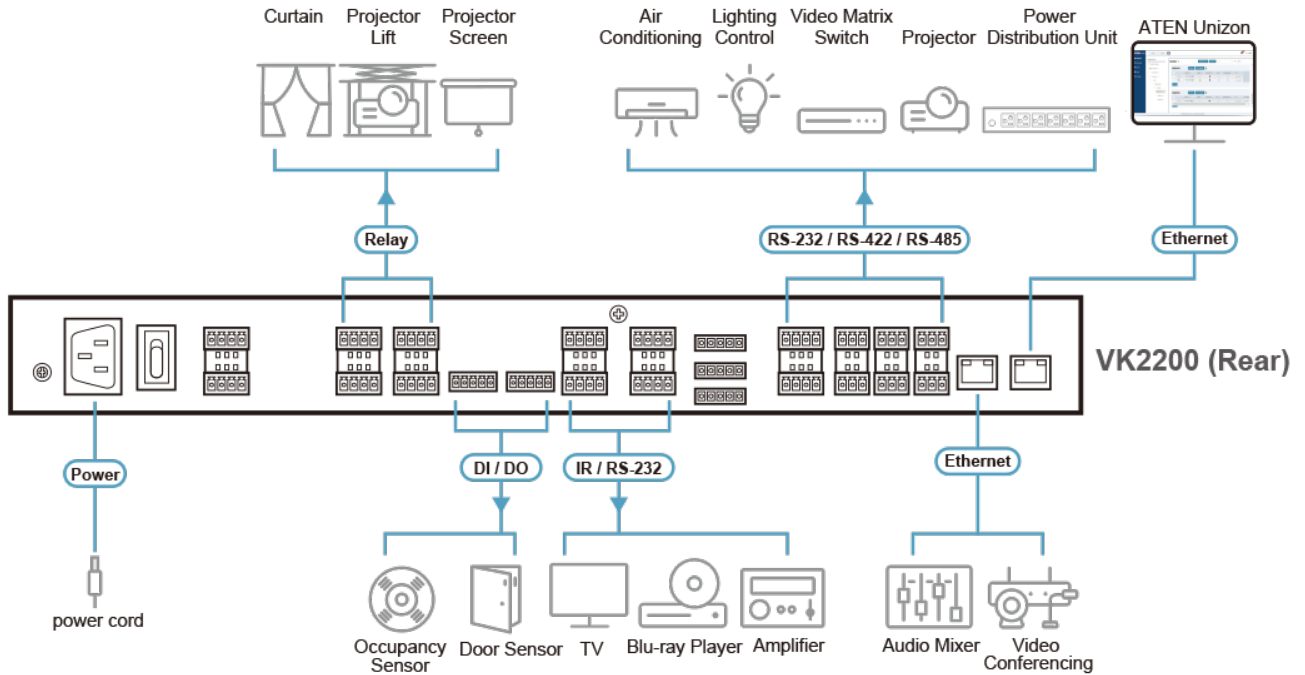 Curtain
Projector
Lift
Projector
Screen
Air
Conditioning
Lighting
Control
Video Matrix
Switch
Projector
Power
Distribution Unit
ATEN Unizon
Relay
RS-232 / RS-422 / RS-485
Ethernet
VK2200 (Rear)
Power
DI / DO
IR / RS-232
Ethernet
power cord
Occupancy
Sensor
Door Sensor
TV
Blu-ray Player
Amplifier
Audio Mixer
Video
Conferencing